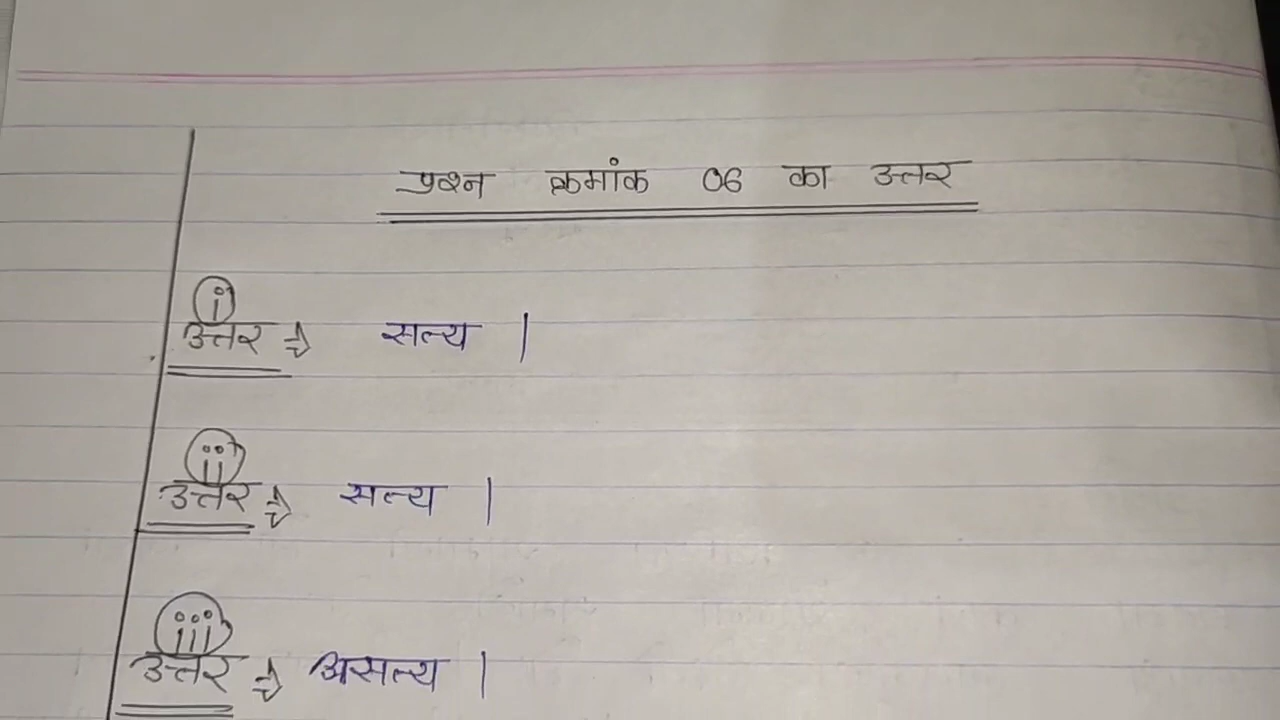 प्रश्न क्रमांक 06 का उत्तर
(i)
उत्तर ⇒ सत्य ।
(ii)
उत्तर ⇒ सत्य ।
(iii)
उत्तर ⇒ असत्य ।